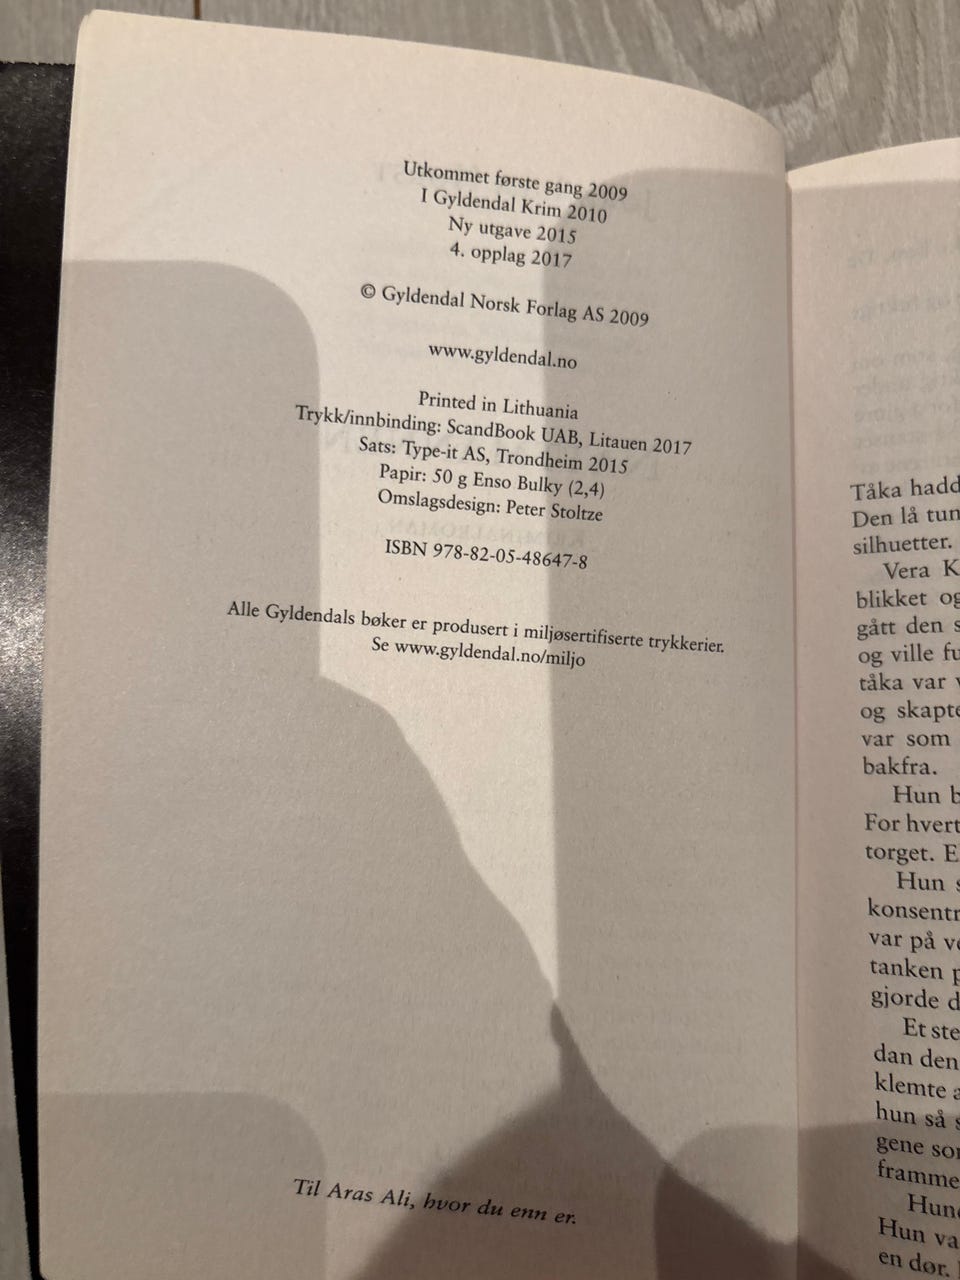 Utkommet første gang 2009
I Gyldendal Krim 2010
Ny utgave 2015
4. opplag 2017
© Gyldendal Norsk Forlag AS 2009
www.gyldendal.no
Printed in Lithuania
Trykk/innbinding: ScandBook UAB, Litauen 2017
Sats: Type-it AS, Trondheim 2015
Papir: 50 g Enso Bulky (2,4)
Omslagsdesign: Peter Stoltze
ISBN 978-82-05-48647-8
Alle Gyldendals bøker er produsert i miljøsertifiserte trykkerier.
Se www.gyldendal.no/miljo
Til Aras Ali, hvor du enn er.
Tåka hadd
Den lå tun
silhuetter.
Vera K
blikket og
gått den s
og ville fu
tåka var v
og skapte
var som
bakfra.
Hun b
For hvert
torget. E
Hun s
konsentr
var på ve
tanken p
gjorde d
Et ste
dan den
klemte a
hun så s
gene som
framme
Hund
Hun va
en dør.